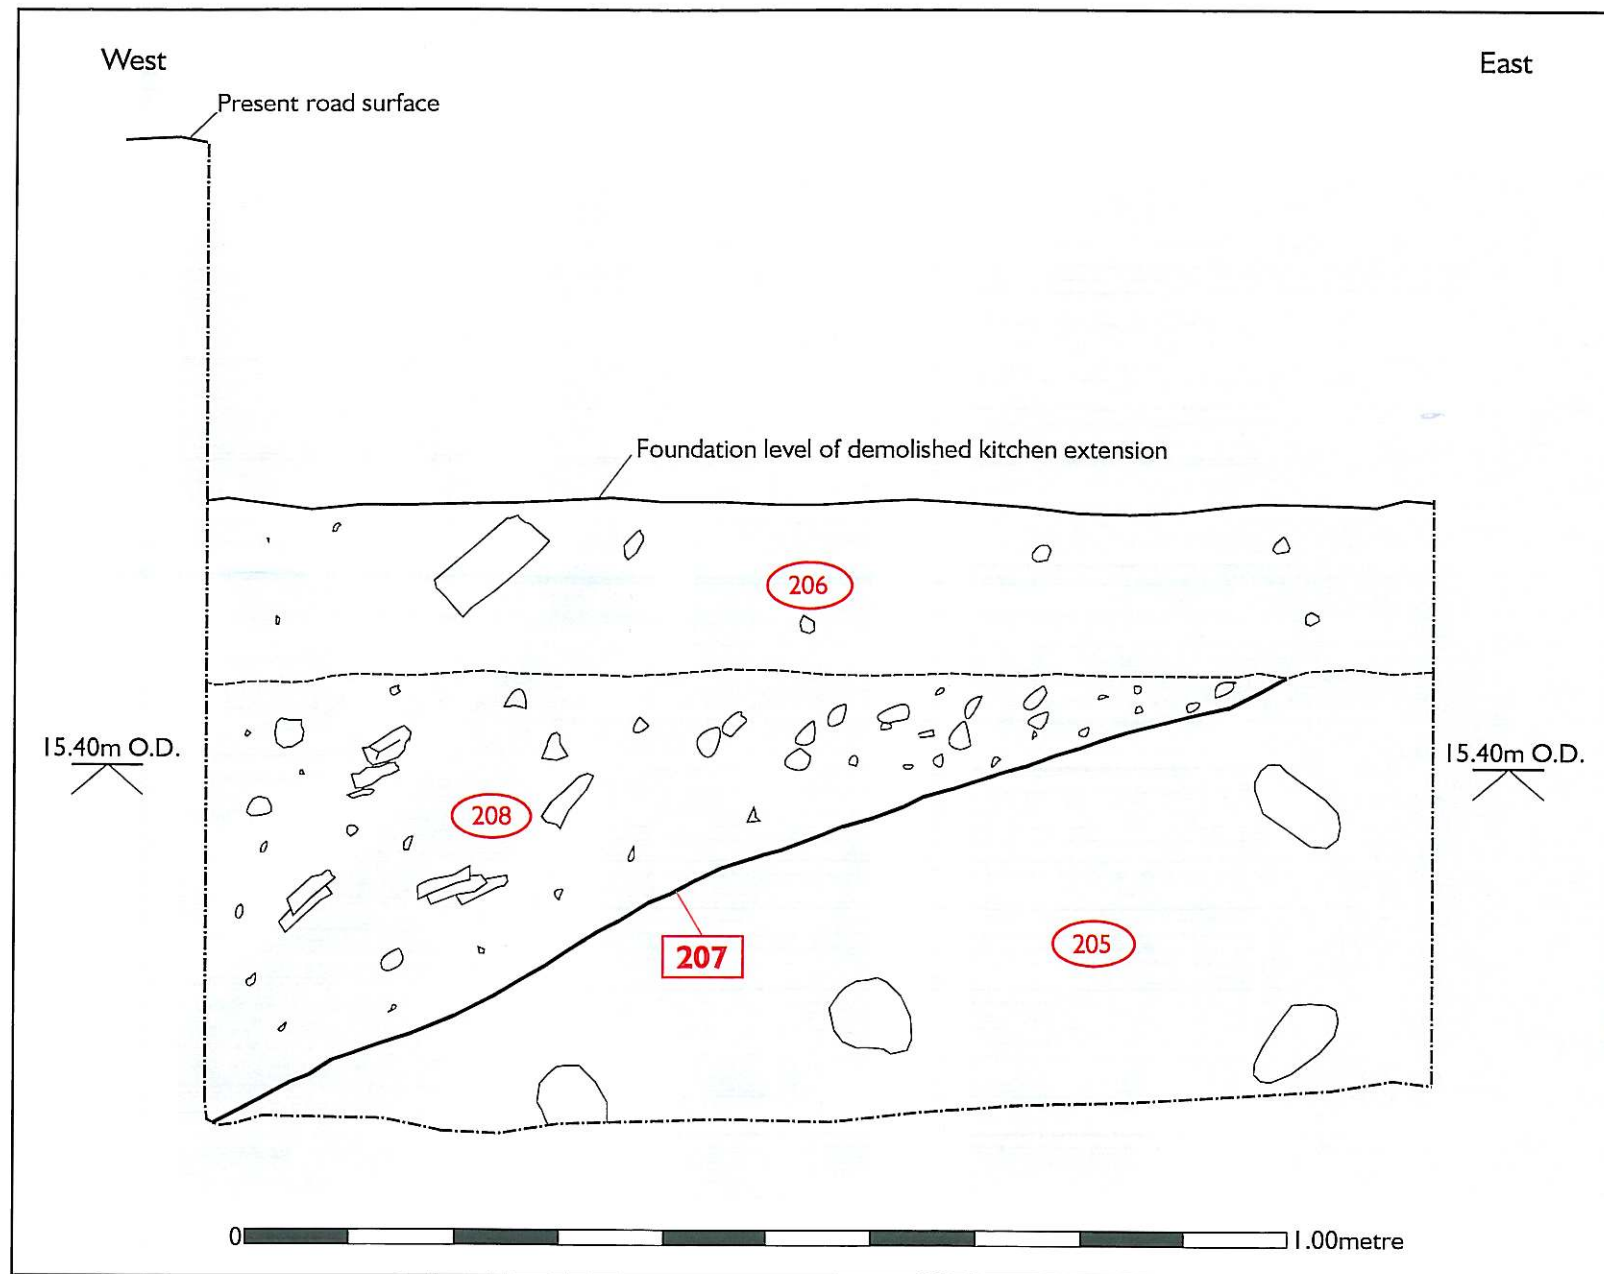 West
East
Present road surface
Foundation level of demolished kitchen extension
206
15.40m O.D.
15.40m O.D.
208
207
205
0
1.00metre